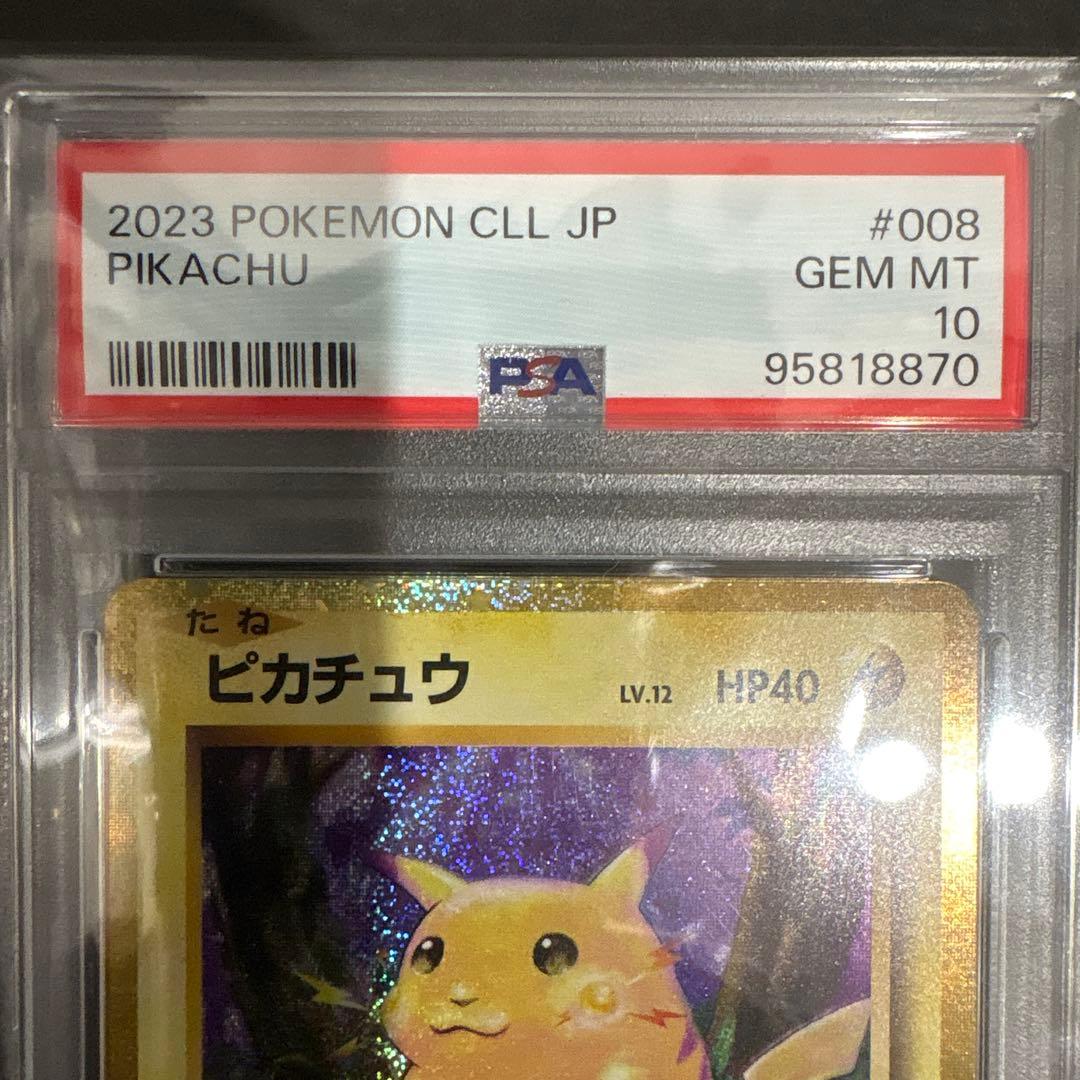 2023 POKEMON CLL JP #008
PIKACHU GEM MT
10
PSA 95818870
たね
ピカチュウ LV.12 HP40